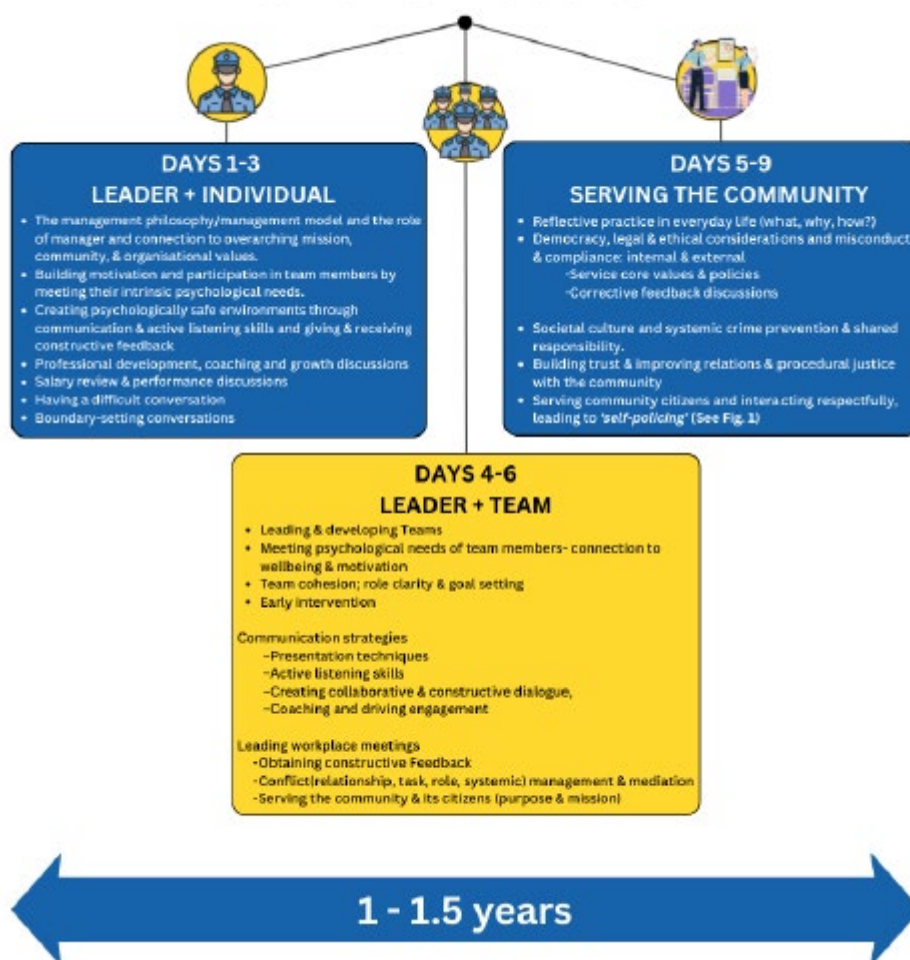 DAYS 1-3
LEADER + INDIVIDUAL
• The management philosophy/management model and the role
of manager and connection to overarching mission,
community, & organisational values.
• Building motivation and participation in team members by
meeting their intrinsic psychological needs.
• Creating psychologically safe environments through
communication & active listening skills and giving & receiving
constructive feedback
• Professional development, coaching and growth discussions
• Salary review & performance discussions
• Having a difficult conversation
• Boundary-setting conversations
DAYS 5-9
SERVING THE COMMUNITY
• Reflective practice in everyday life (what, why, how?)
• Democracy, legal & ethical considerations and misconduct
& compliance: internal & external
-Service core values & policies
-Corrective feedback discussions
• Societal culture and systemic crime prevention & shared
responsibility.
• Building trust & improving relations & procedural justice
with the community
• Serving community citizens and interacting respectfully,
leading to 'self-policing' (See Fig. 1)
DAYS 4-6
LEADER + TEAM
• Leading & developing Teams
• Meeting psychological needs of team members- connection to
wellbeing & motivation
• Team cohesion; role clarity & goal setting
• Early intervention
Communication strategies
-Presentation techniques
-Active listening skills
-Creating collaborative & constructive dialogue,
-Coaching and driving engagement
Leading workplace meetings
-Obtaining constructive Feedback
-Conflict(relationship, task, role, systemic) management & mediation
-Serving the community & its citizens (purpose & mission)
1 - 1.5 years